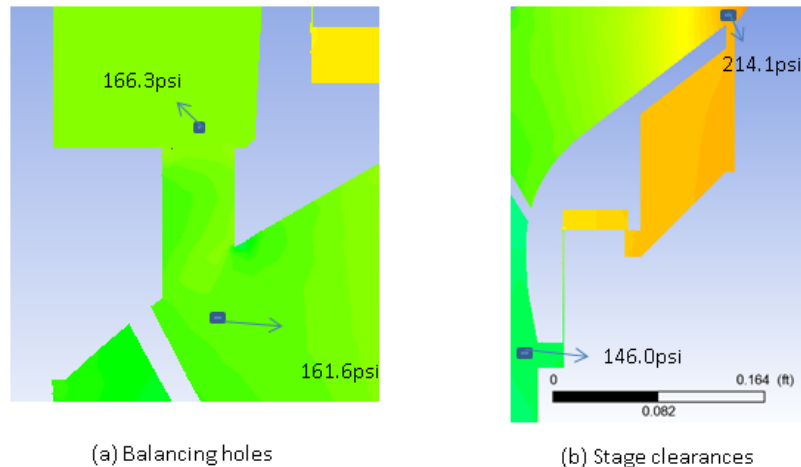 166.3psi
161.6psi
214.1psi
146.0psi
0 0.164 (ft)
0.082
(a) Balancing holes
(b) Stage clearances